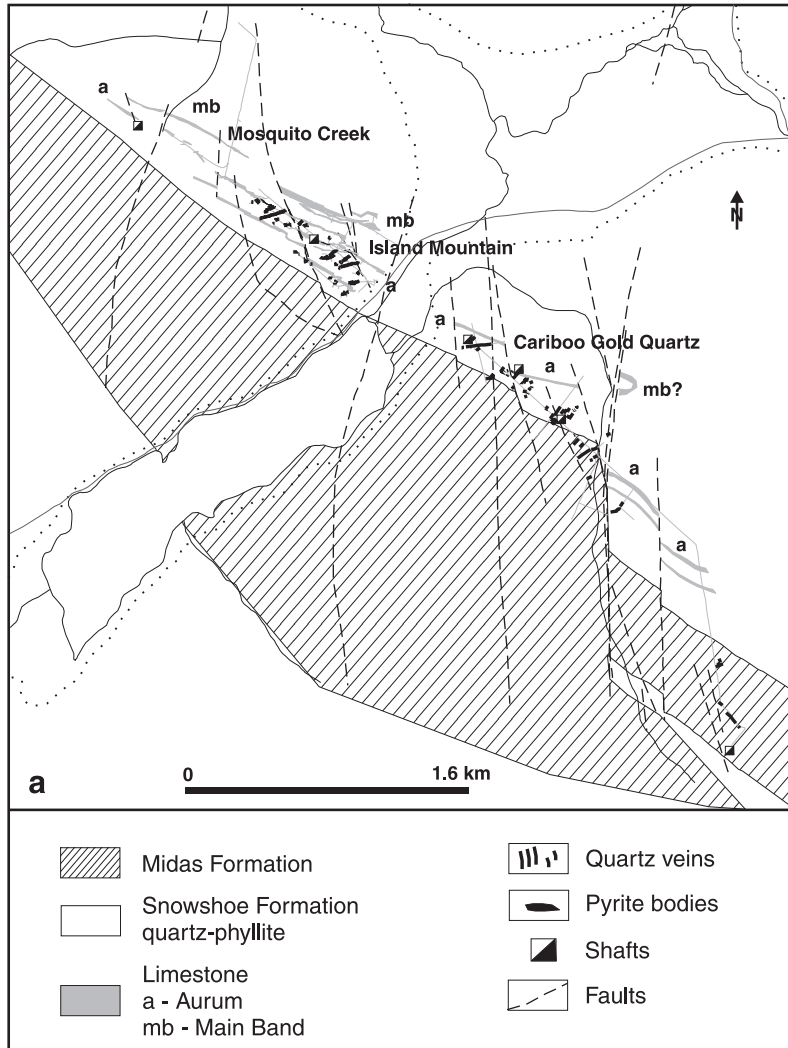 a
mb
Mosquito Creek
N
mb
Island Mountain
a
a
Cariboo Gold Quartz
a
mb?
a
a
a
0 1.6 km
Midas Formation
Snowshoe Formation
quartz-phyllite
Limestone
a - Aurum
mb - Main Band
Quartz veins
Pyrite bodies
Shafts
Faults